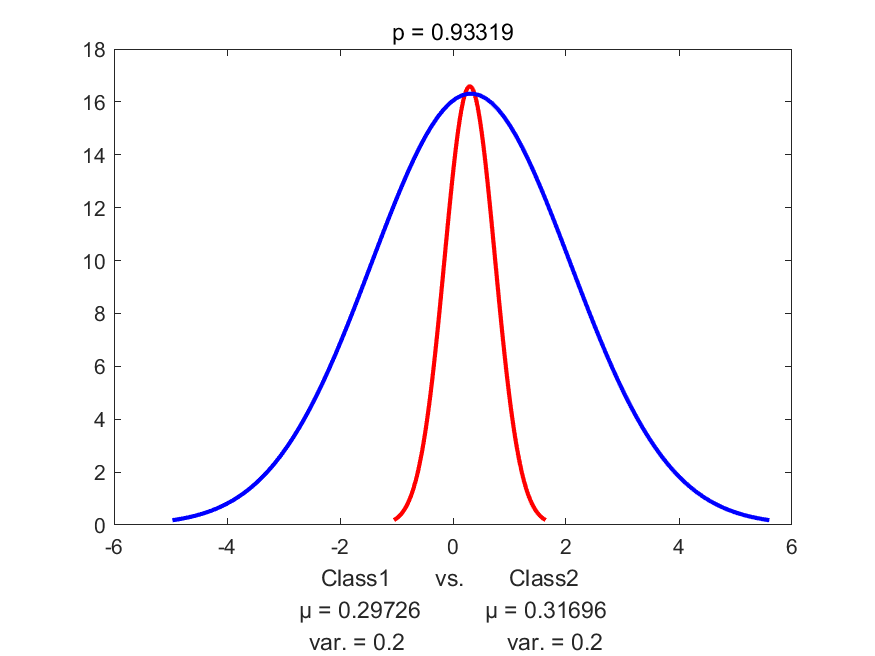 p = 0.93319
18
16
14
12
10
8
6
4
2
0
-6 -4 -2 0 2 4 6
Class1 vs. Class2
μ = 0.29726 μ = 0.31696
var. = 0.2 var. = 0.2